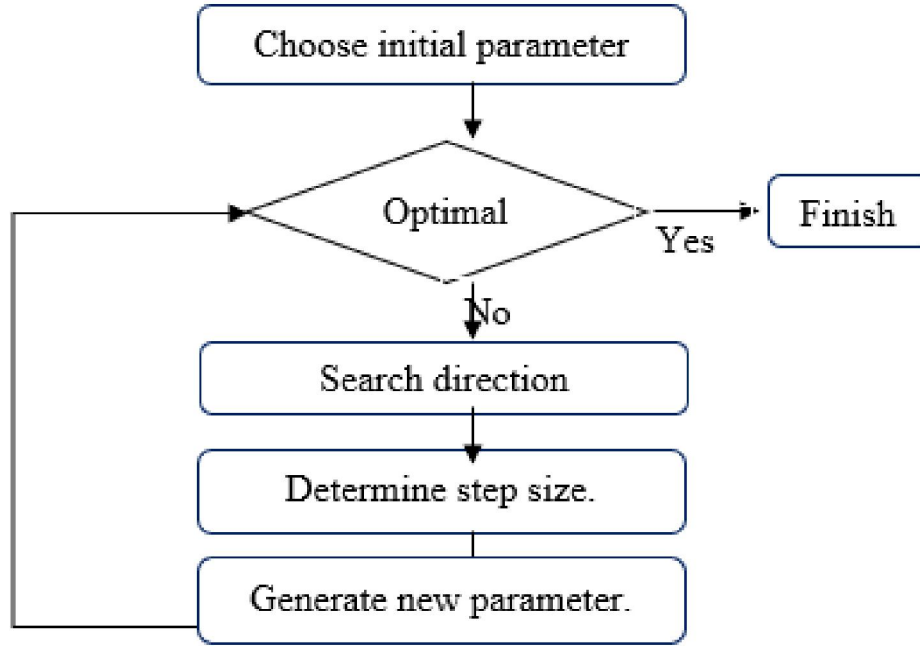 Choose initial parameter
Optimal
Finish
Yes
No
Search direction
Determine step size.
Generate new parameter.